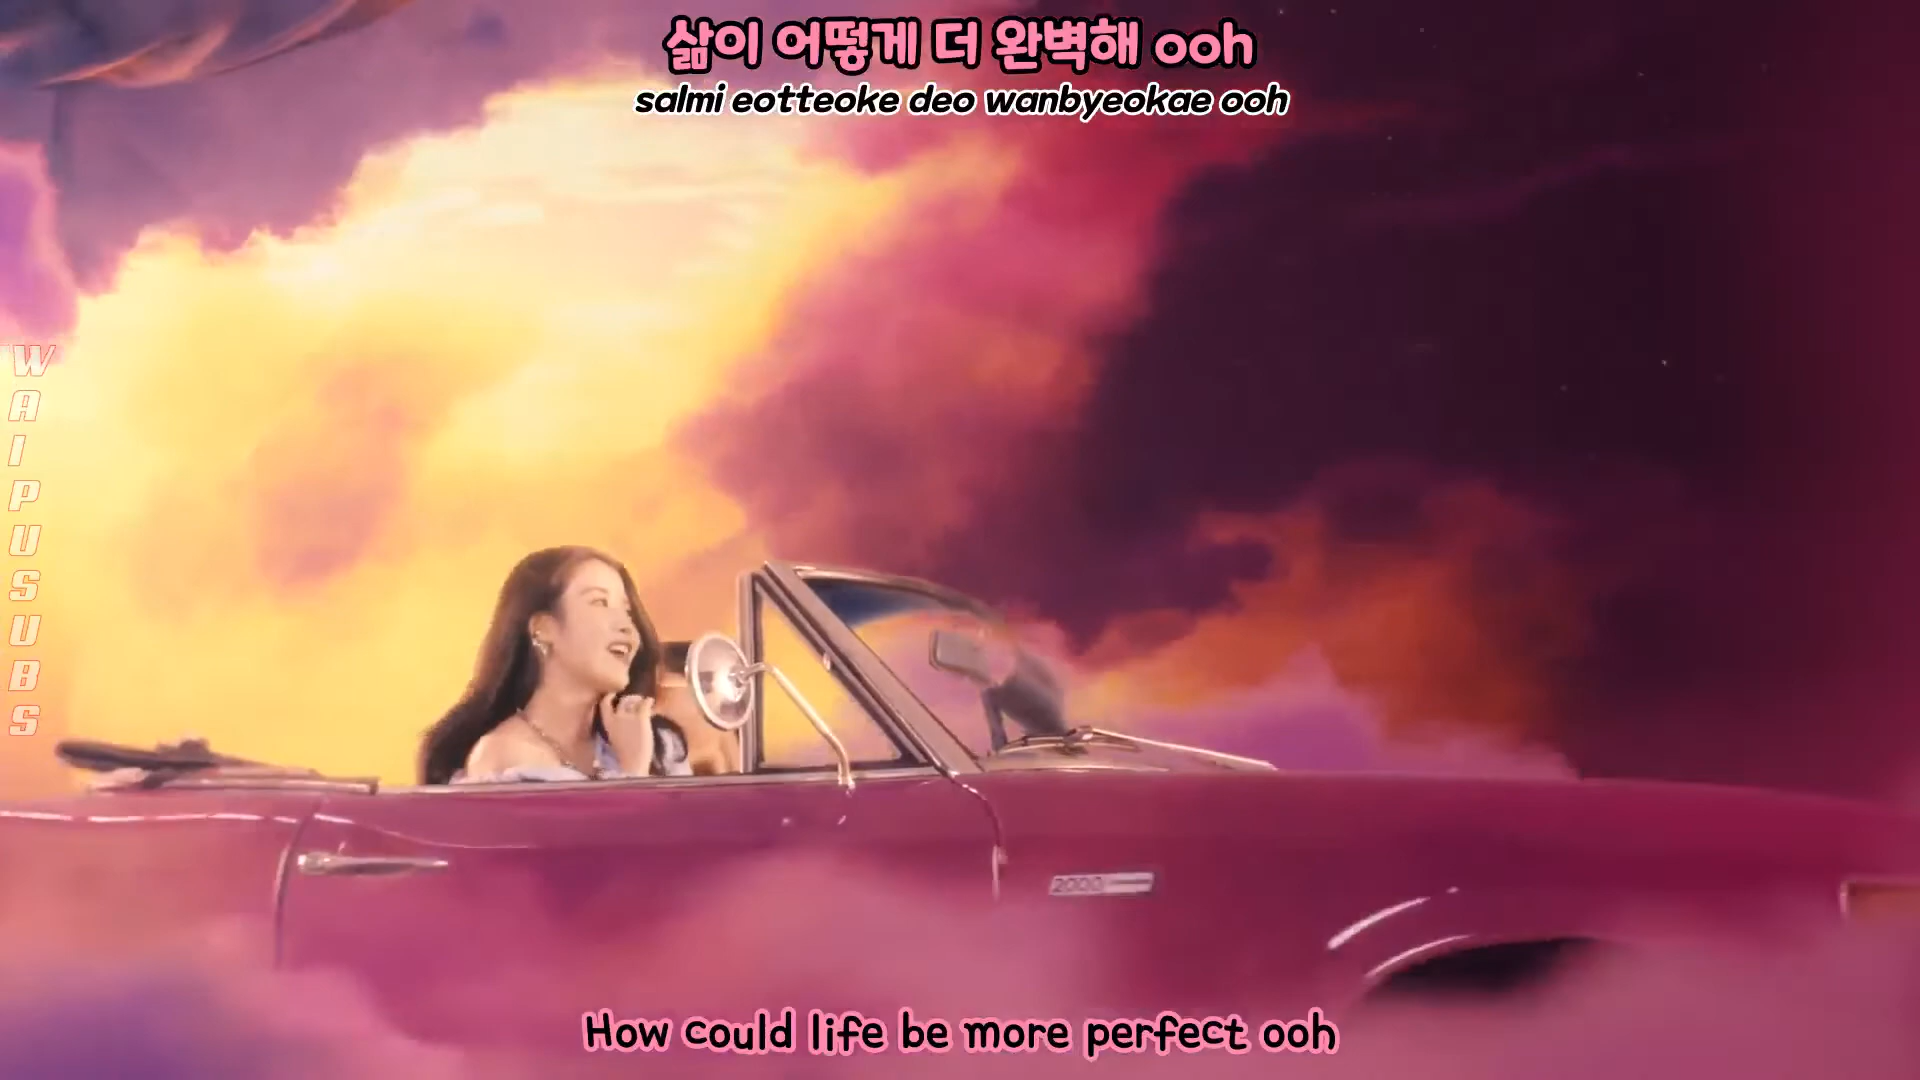 삶이 어떻게 더 완벽해 ooh
salmi eotteoke deo wanbyeokae ooh
WAIPUSUBS
2000
How could life be more perfect ooh